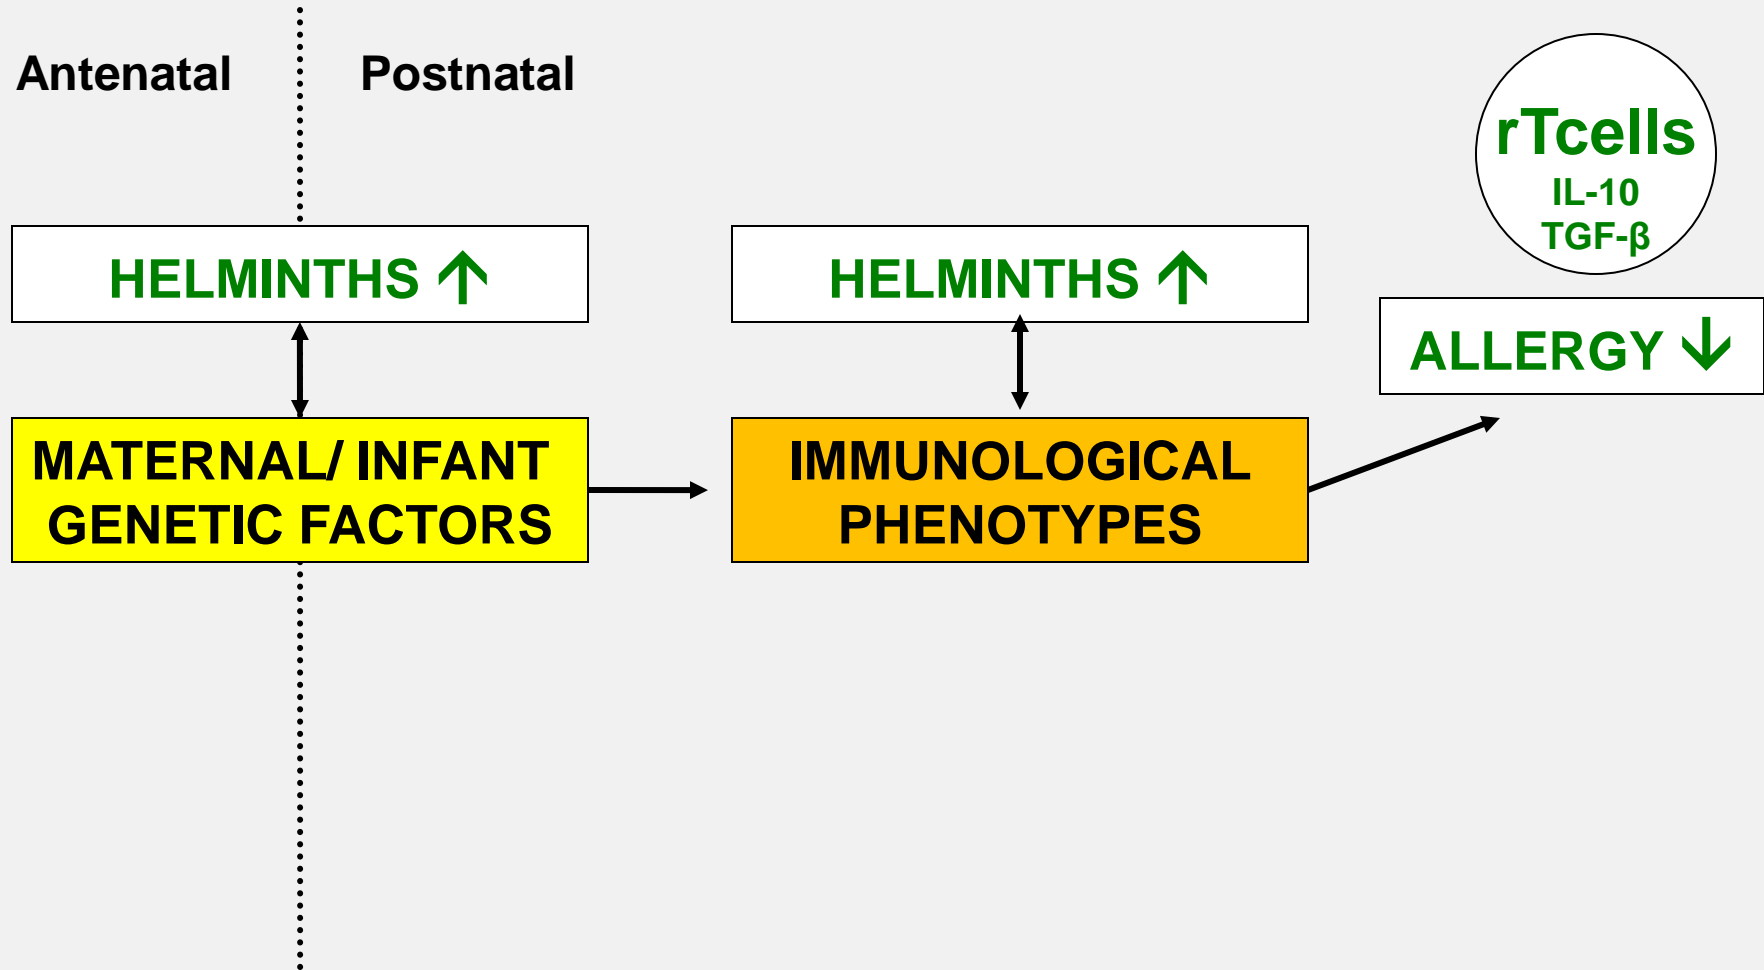 Antenatal
Postnatal
rTcells
IL-10
TGF-β
HELMINTHS ↑
HELMINTHS ↑
ALLERGY ↓
MATERNAL/ INFANT
GENETIC FACTORS
IMMUNOLOGICAL
PHENOTYPES